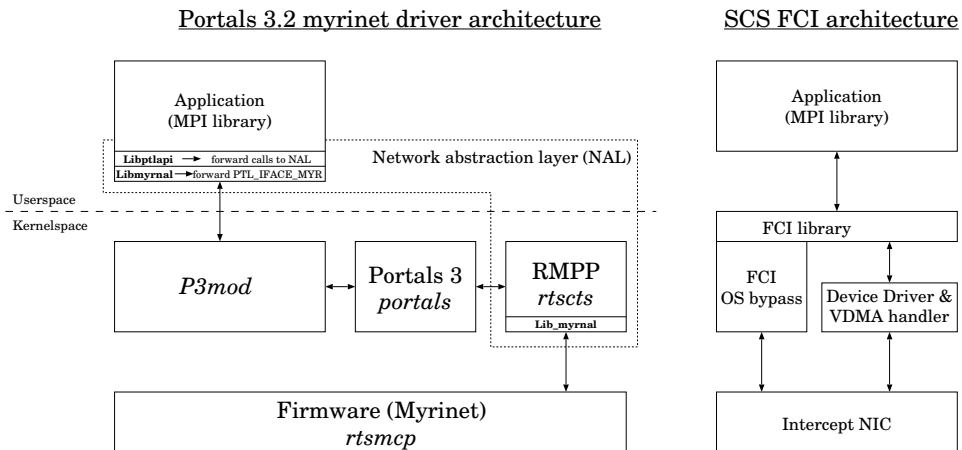 Portals 3.2 myrinet driver architecture
Application
(MPI library)
Libptlapi forward calls to NAL
Libmyrnal forward PTL_IFACE_MYR
Network abstraction layer (NAL)
Userspace
Kernelspace
P3mod
Portals 3
portals
RMPP
rtscts
Lib_myrnal
Firmware (Myrinet)
rtsmcp
SCS FCI architecture
Application
(MPI library)
FCI library
FCI
OS bypass
Device Driver &
VDMA handler
Intercept NIC